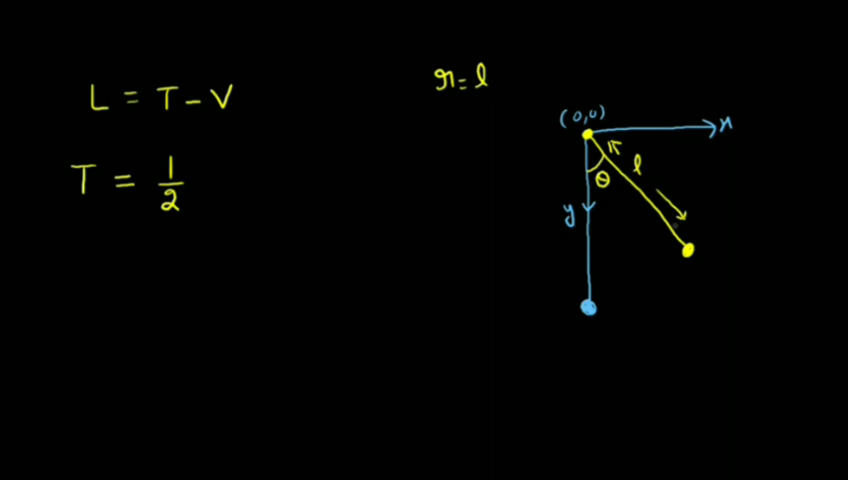 L = T - V
r = l
T = 1/2
(0,0)
x
θ
l
y